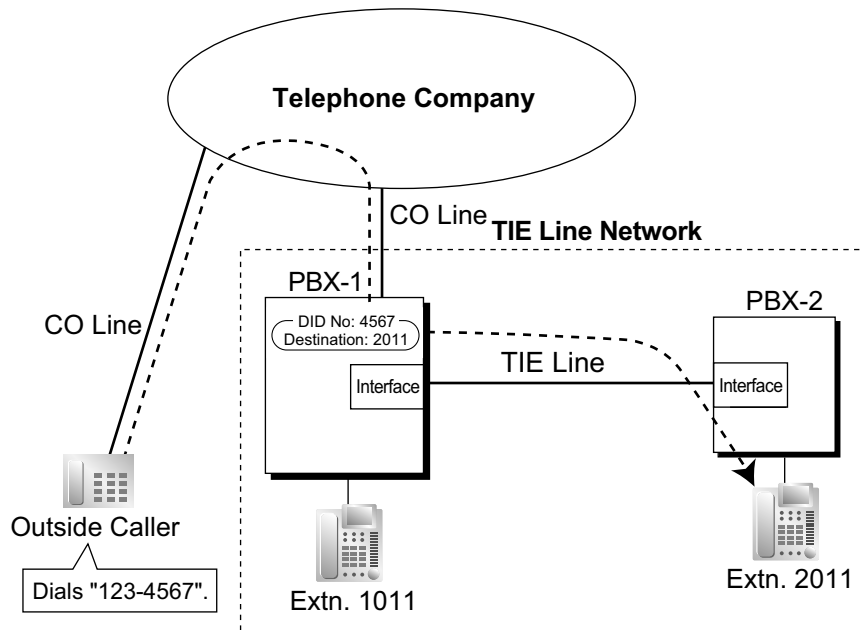 Telephone Company
CO Line
TIE Line Network
PBX-1
PBX-2
CO Line
DID No: 4567
Destination: 2011
TIE Line
Interface
Interface
Outside Caller
Dials "123-4567".
Extn. 1011
Extn. 2011